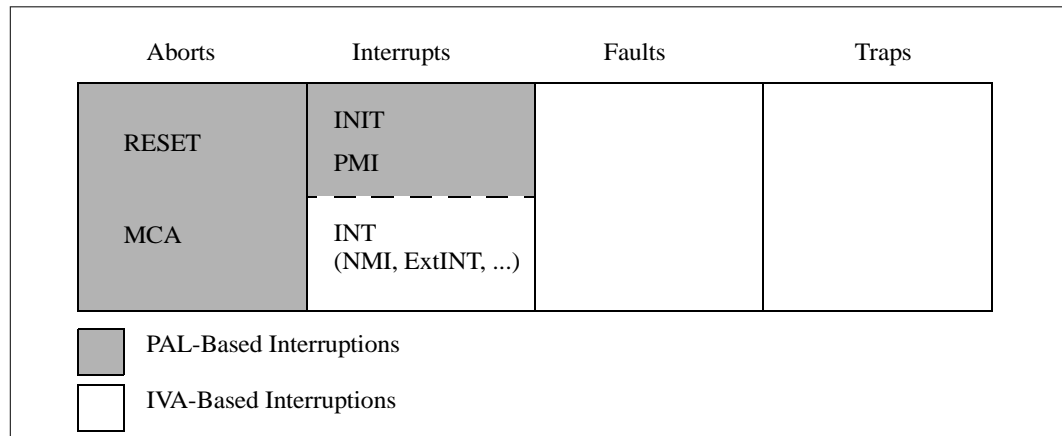 Aborts Interrupts Faults Traps
RESET
MCA
INIT
PMI
INT
(NMI, ExtINT, ...)
PAL-Based Interruptions
IVA-Based Interruptions